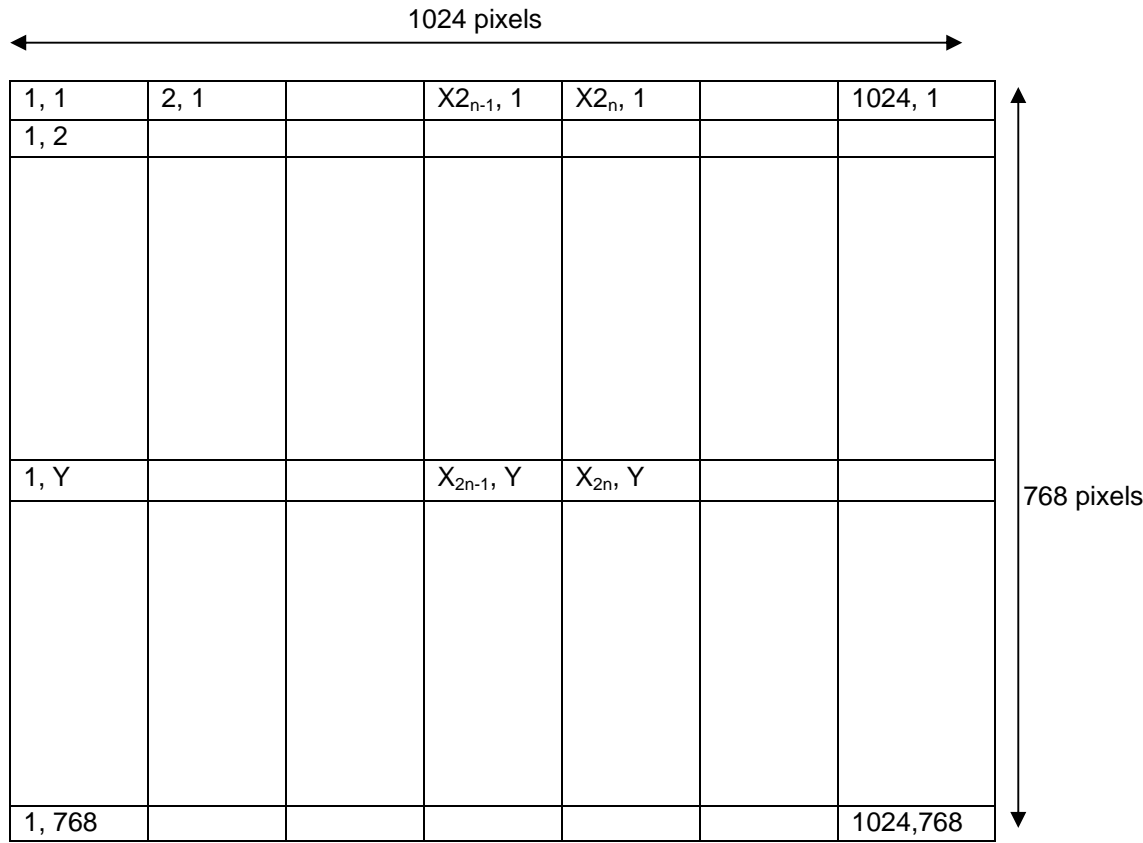 1024 pixels
1, 1 2, 1 X2ₙ₋₁, 1 X2ₙ, 1 1024, 1
1, 2
1, Y X₂ₙ₋₁, Y X₂ₙ, Y
768 pixels
1, 768 1024,768